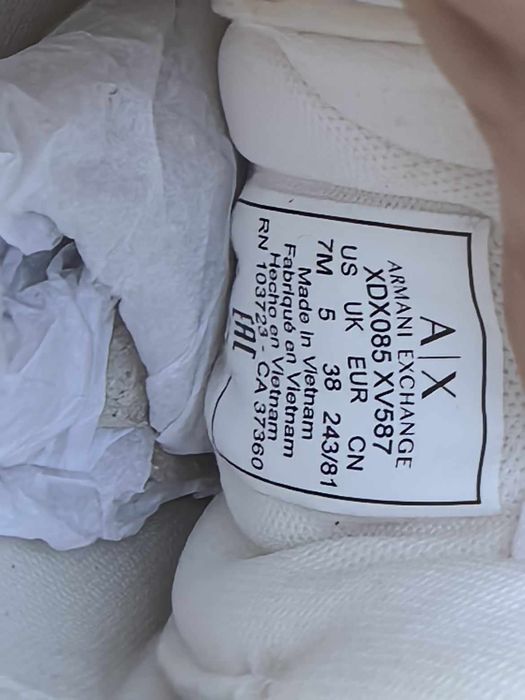 A|X
ARMANI EXCHANGE
XDX085 XV587
US UK EUR CN
7M 5 38 243/81
Made in Vietnam
Fabriqué en Vietnam
Hecho en Vietnam
RN 103723 - CA 37360
EAC